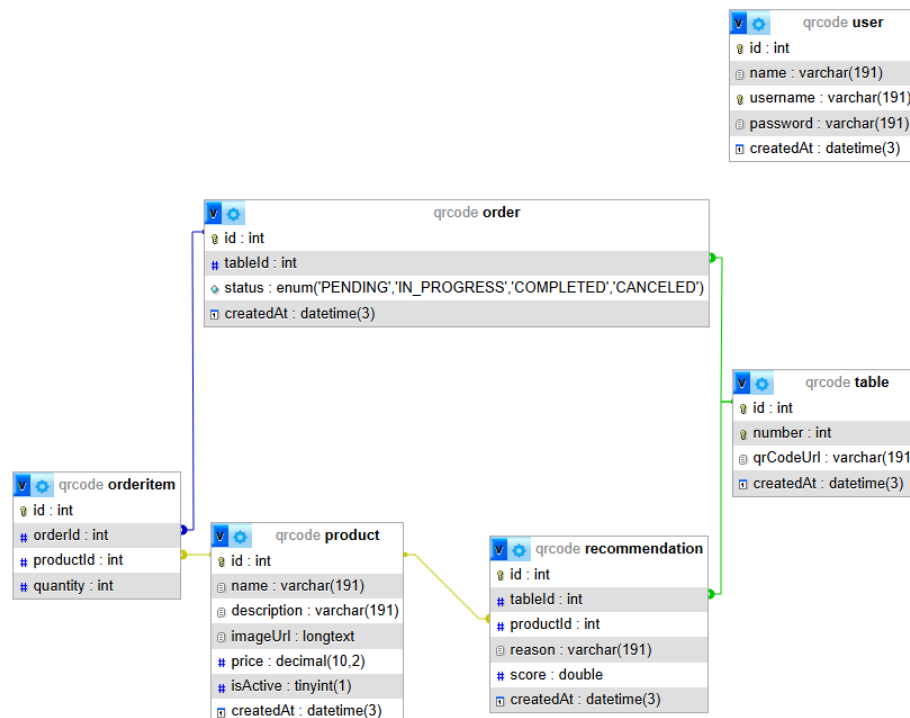 qrcode user
id : int
name : varchar(191)
username : varchar(191)
password : varchar(191)
createdAt : datetime(3)
qrcode order
id : int
tableId : int
status : enum('PENDING','IN_PROGRESS','COMPLETED','CANCELED')
createdAt : datetime(3)
qrcode table
id : int
number : int
qrCodeUrl : varchar(191
createdAt : datetime(3)
qrcode orderitem
id : int
orderId : int
productId : int
quantity : int
qrcode product
id : int
name : varchar(191)
description : varchar(191)
imageUrl : longtext
price : decimal(10,2)
isActive : tinyint(1)
createdAt : datetime(3)
qrcode recommendation
id : int
tableId : int
productId : int
reason : varchar(191)
score : double
createdAt : datetime(3)